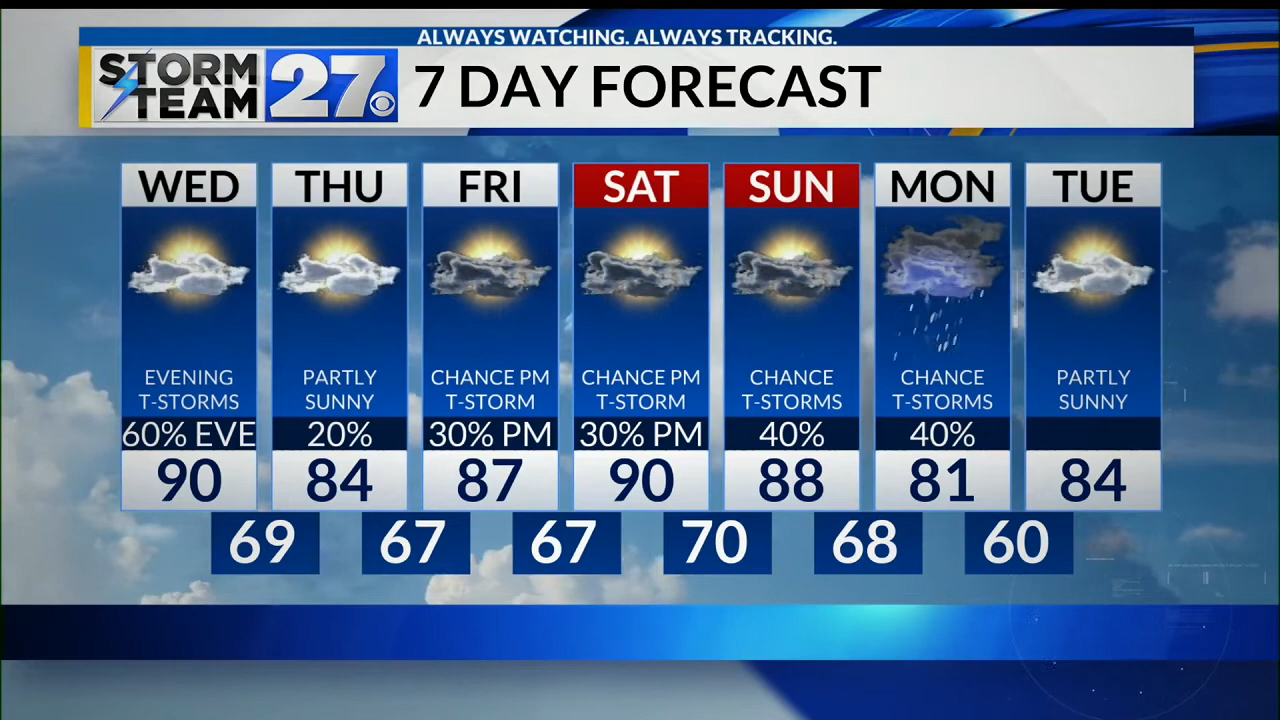 ALWAYS WATCHING. ALWAYS TRACKING.
STORM
TEAM
27
7 DAY FORECAST
WED THU FRI SAT SUN MON TUE
EVENING PARTLY CHANCE PM CHANCE PM CHANCE CHANCE PARTLY
T-STORMS SUNNY T-STORM T-STORM T-STORMS T-STORMS SUNNY
60% EVE 20% 30% PM 30% PM 40% 40%
90 84 87 90 88 81 84
69 67 67 70 68 60